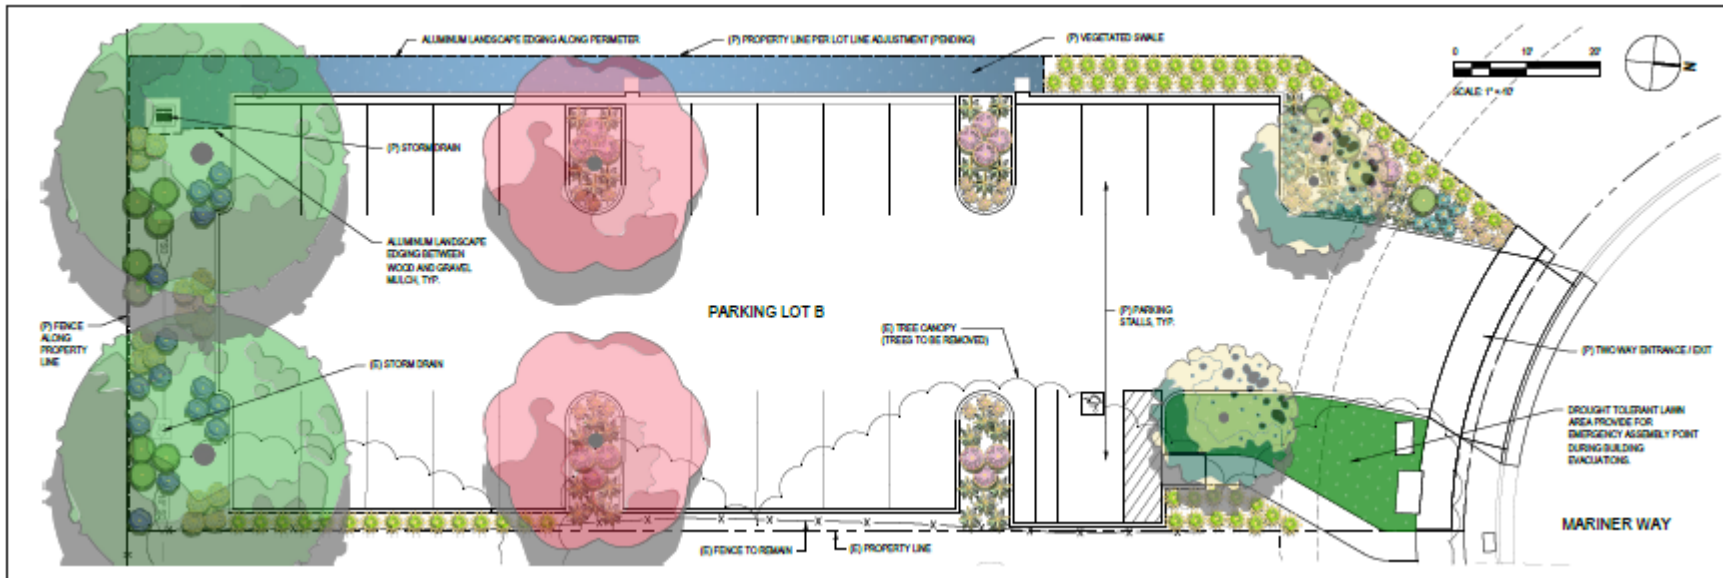 ALUMINUM LANDSCAPE EDGING ALONG PERIMETER
(P) PROPERTY LINE PER LOT LINE ADJUSTMENT (PENDING)
(P) VEGETATED SWALE
0 10' 20'
SCALE: 1" = 10'
N
(P) STORM DRAIN
ALUMINUM LANDSCAPE
EDGING BETWEEN
WOOD AND GRAVEL
MULCH, TYP.
PARKING LOT B
(P) FENCE
ALONG
PROPERTY
LINE
(E) STORM DRAIN
(E) TREE CANOPY
(TREES TO BE REMOVED)
(P) PARKING
STALLS, TYP.
(P) TWO WAY ENTRANCE / EXIT
DROUGHT TOLERANT LAWN
AREA PROVIDE FOR
EMERGENCY ASSEMBLY POINT
DURING BUILDING
EVACUATIONS.
(E) FENCE TO REMAIN
(E) PROPERTY LINE
MARINER WAY